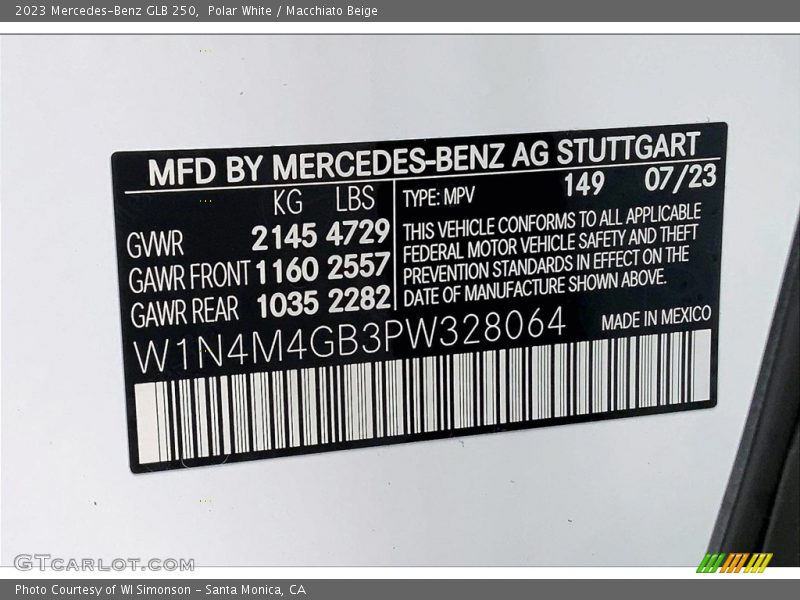 2023 Mercedes-Benz GLB 250,  Polar White / Macchiato Beige
MFD BY MERCEDES-BENZ AG STUTTGART
KG LBS
GVWR 2145 4729
GAWR FRONT 1160 2557
GAWR REAR 1035 2282
TYPE: MPV 149 07/23
THIS VEHICLE CONFORMS TO ALL APPLICABLE
FEDERAL MOTOR VEHICLE SAFETY AND THEFT
PREVENTION STANDARDS IN EFFECT ON THE
DATE OF MANUFACTURE SHOWN ABOVE.
W1N4M4GB3PW328064 MADE IN MEXICO
GTCARLOT.COM
Photo Courtesy of WI Simonson - Santa Monica, CA